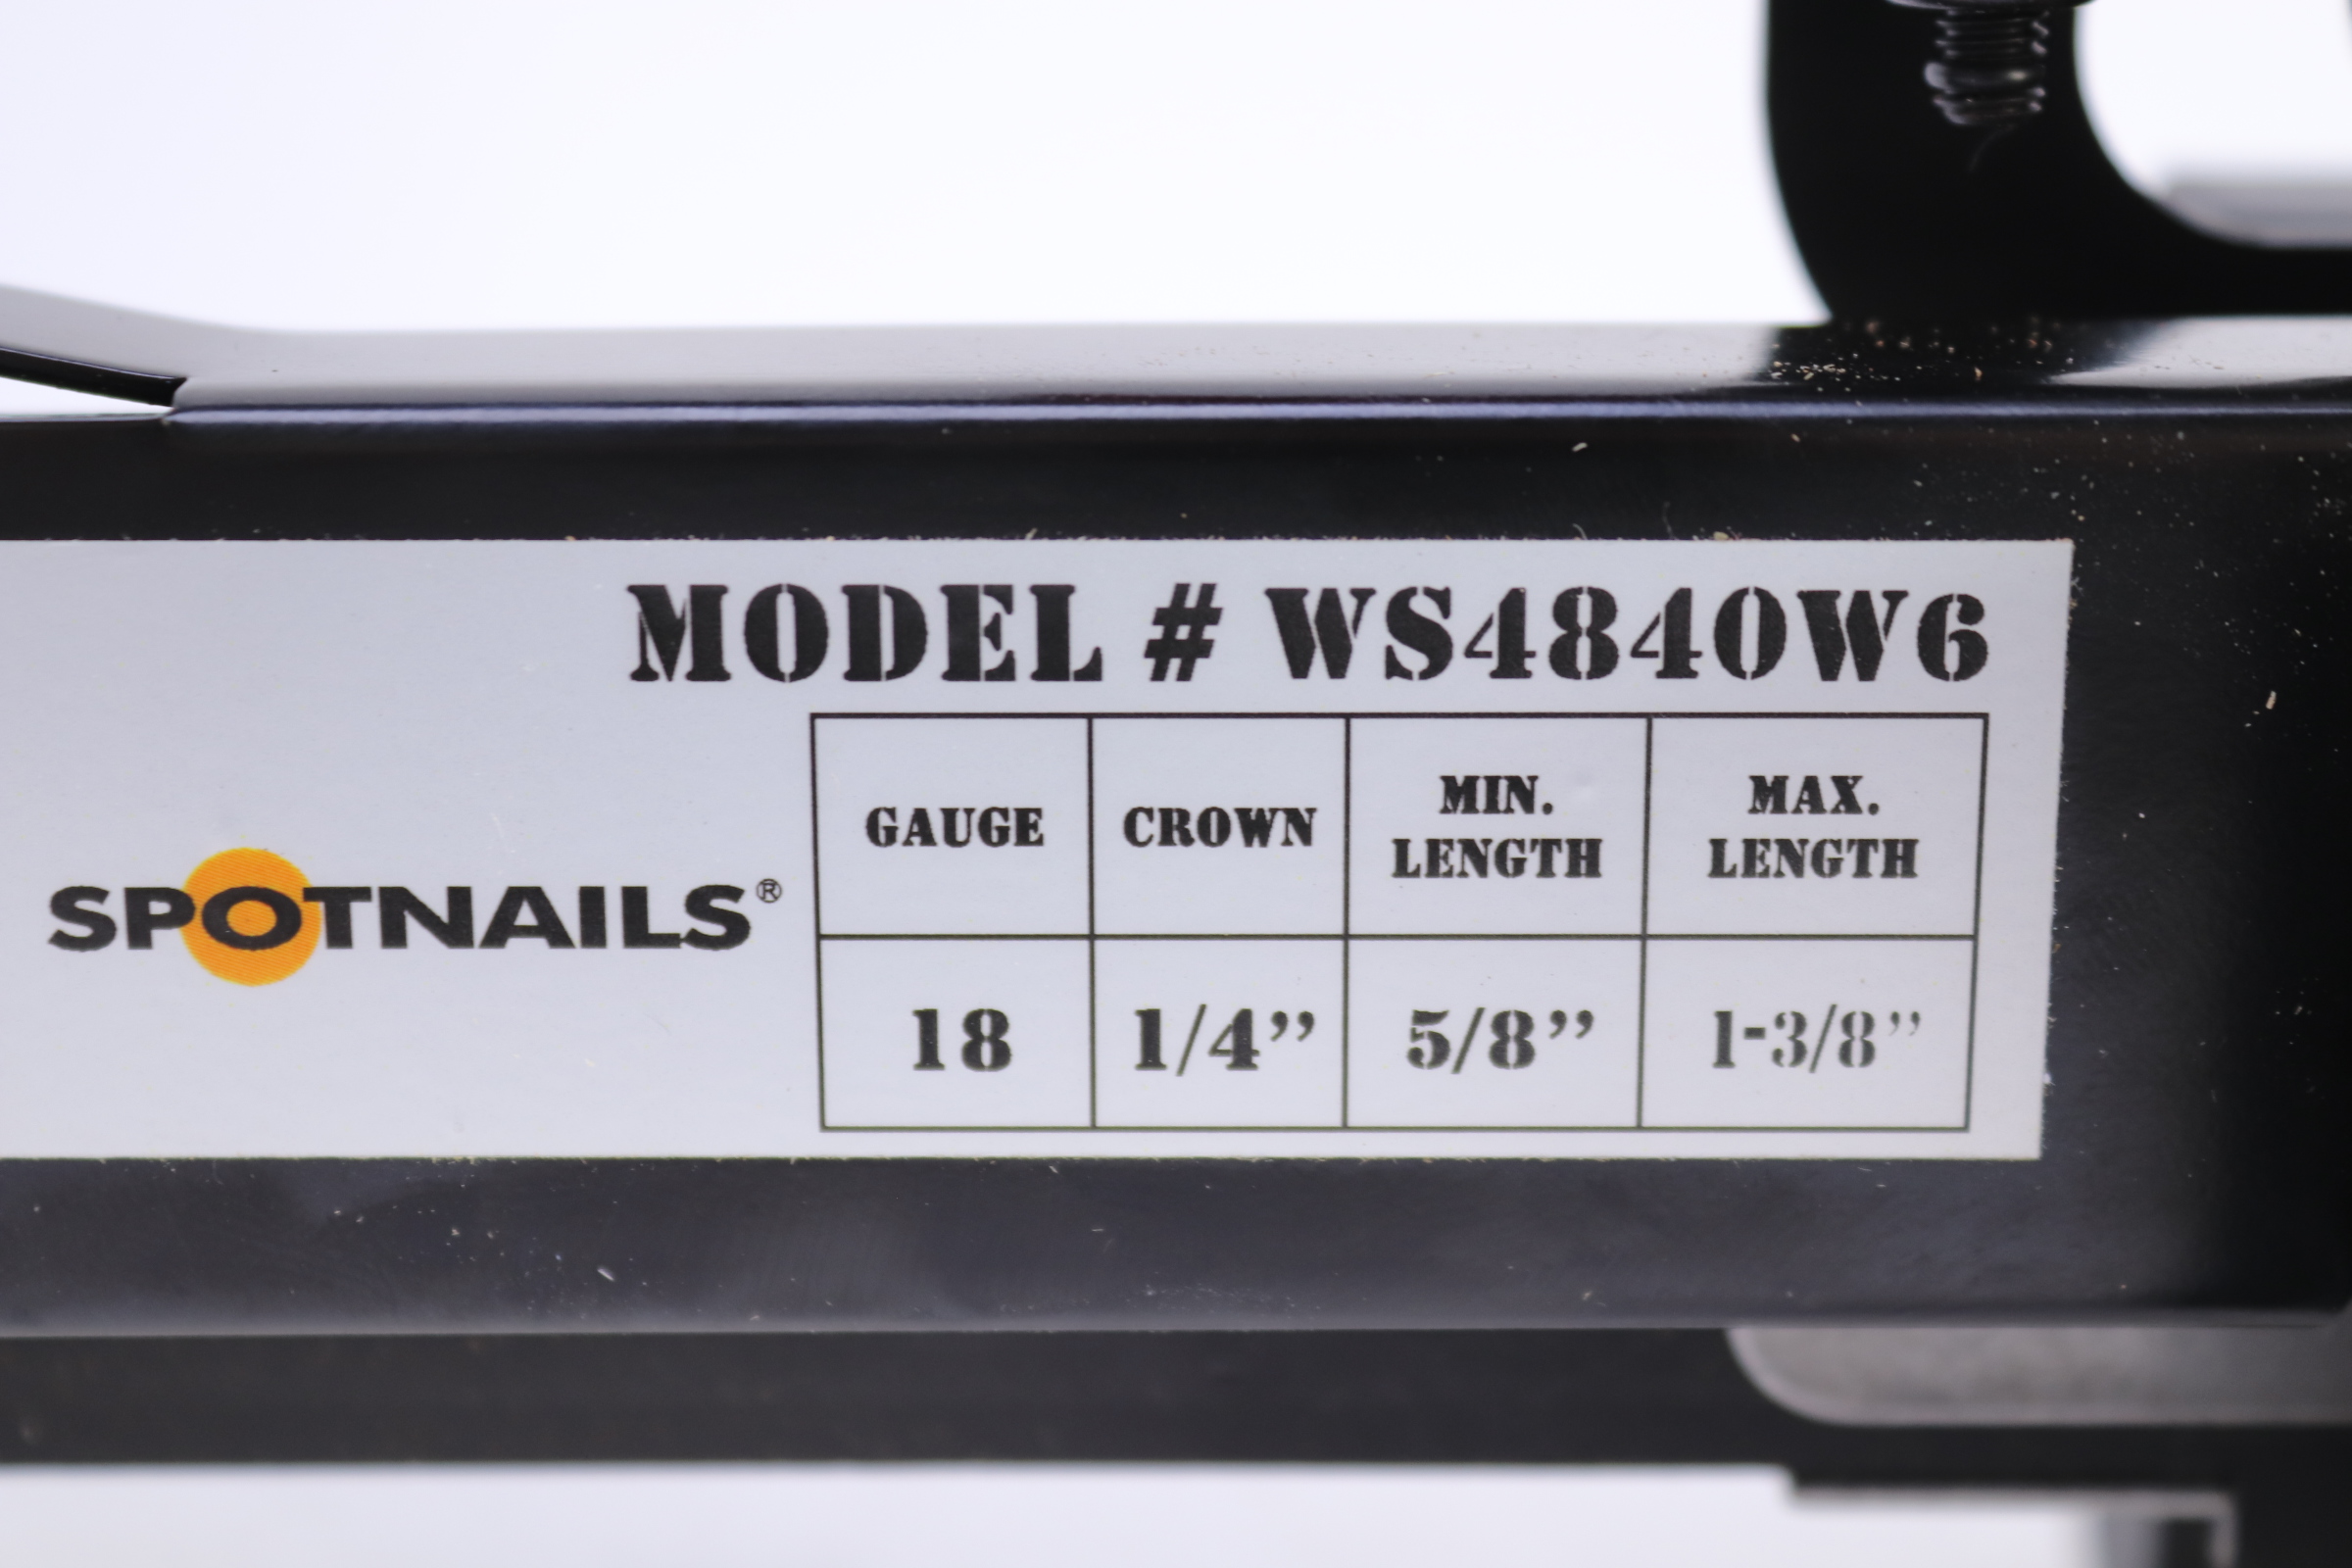 MODEL # WS4840W6
SPOTNAILS®
GAUGE CROWN MIN. LENGTH MAX. LENGTH
18 1/4” 5/8” 1-3/8”